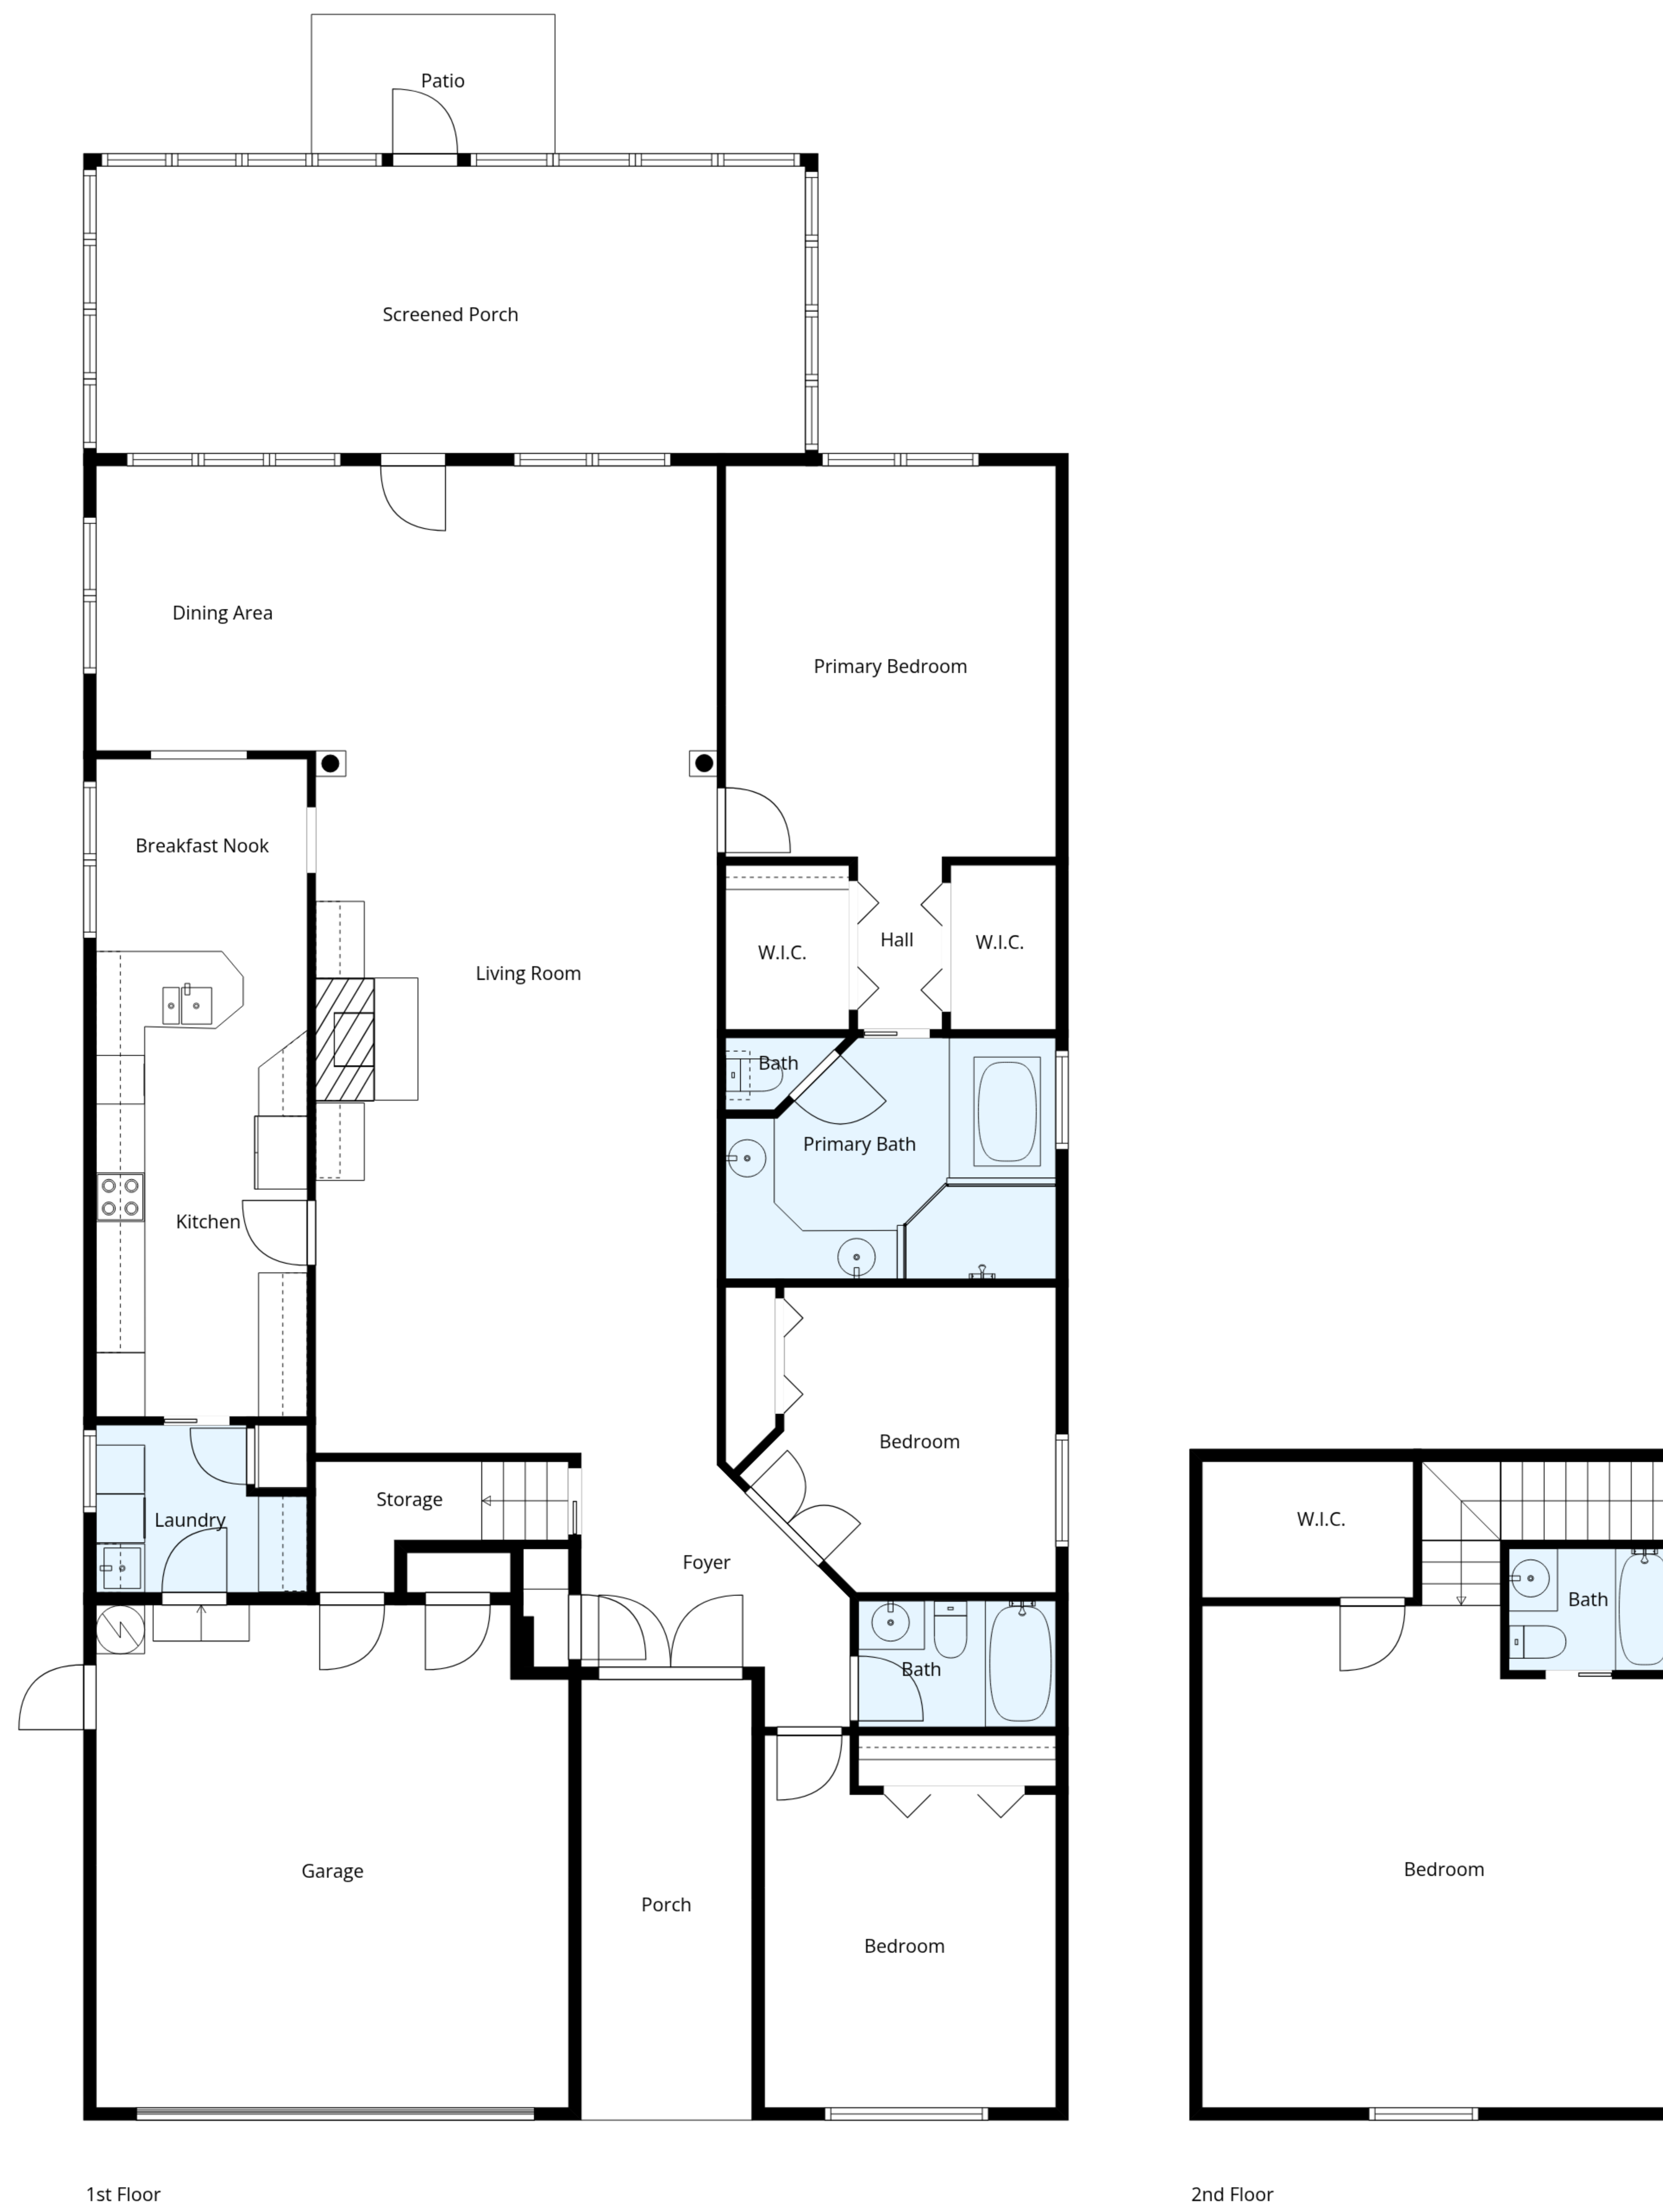 Patio
Screened Porch
Dining Area
Primary Bedroom
Breakfast Nook
Living Room
W.I.C.
Hall
W.I.C.
Bath
Primary Bath
Kitchen
Bedroom
Storage
Laundry
Foyer
Bath
Garage
Porch
Bedroom
1st Floor
W.I.C.
Bath
Bedroom
2nd Floor